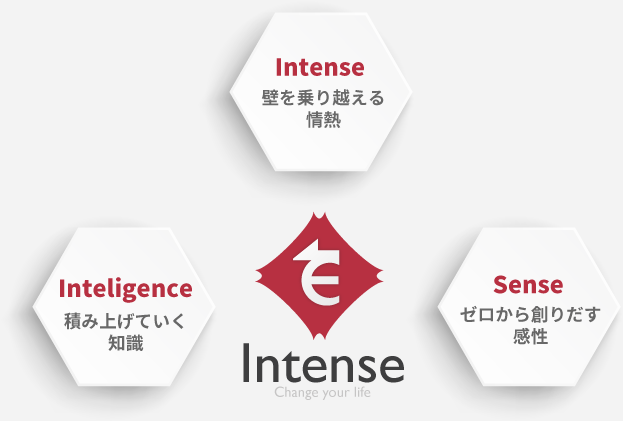 Intense
壁を乗り越える
情熱
Inteligence
積み上げていく
知識
Sense
ゼロから創りだす
感性
Intense
Change your life